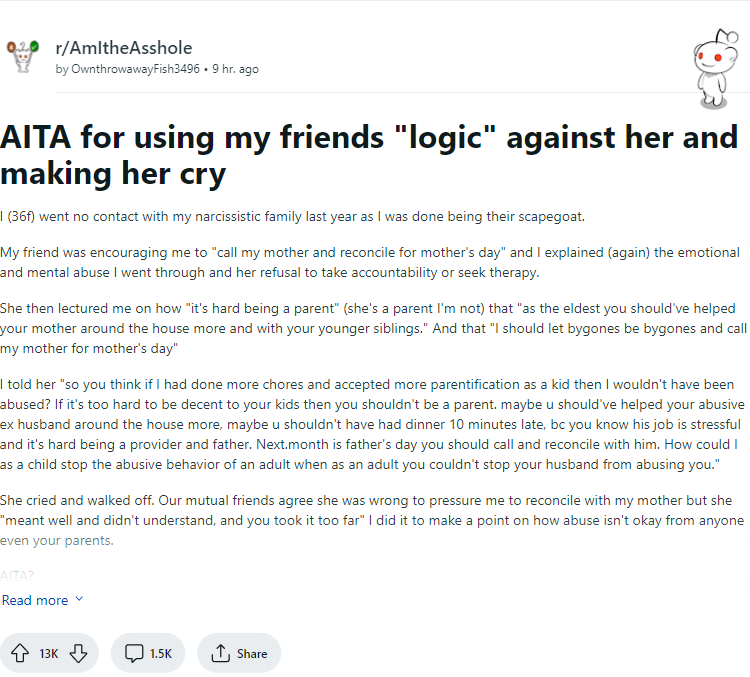 r/AmItheAsshole
by OwnthrowawayFish3496 • 9 hr. ago
AITA for using my friends "logic" against her and
making her cry
I (36f) went no contact with my narcissistic family last year as I was done being their scapegoat.
My friend was encouraging me to "call my mother and reconcile for mother's day" and I explained (again) the emotional
and mental abuse I went through and her refusal to take accountability or seek therapy.
She then lectured me on how "it's hard being a parent" (she's a parent I'm not) that "as the eldest you should've helped
your mother around the house more and with your younger siblings." And that "I should let bygones be bygones and call
my mother for mother's day"
I told her "so you think if I had done more chores and accepted more parentification as a kid then I wouldn't have been
abused? If it's too hard to be decent to your kids then you shouldn't be a parent. maybe u should've helped your abusive
ex husband around the house more, maybe u shouldn't have had dinner 10 minutes late, bc you know his job is stressful
and it's hard being a provider and father. Next.month is father's day you should call and reconcile with him. How could I
as a child stop the abusive behavior of an adult when as an adult you couldn't stop your husband from abusing you."
She cried and walked off. Our mutual friends agree she was wrong to pressure me to reconcile with my mother but she
"meant well and didn't understand, and you took it too far" I did it to make a point on how abuse isn't okay from anyone
even your parents.
AITA?
Read more
13K
1.5K
Share